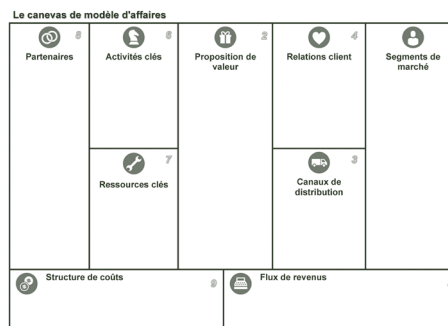 Le canevas de modèle d'affaires
8
Partenaires
6
Activités clés
2
Proposition de
valeur
4
Relations client
Segments de
marché
7
Ressources clés
3
Canaux de
distribution
Structure de coûts
9
Flux de revenus